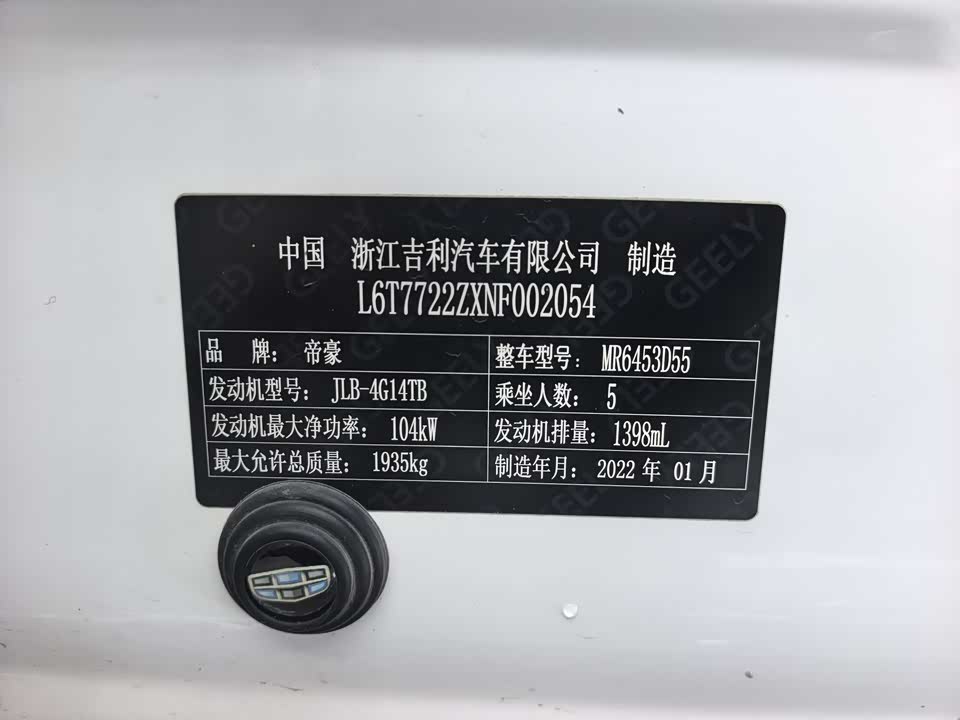 中国 浙江吉利汽车有限公司 制造
L6T7722ZXNF002054
品 牌: 帝豪 整车型号: MR6453D55
发动机型号: JLB-4G14TB 乘坐人数: 5
发动机最大净功率: 104kW 发动机排量: 1398mL
最大允许总质量: 1935kg 制造年月: 2022 年 01 月